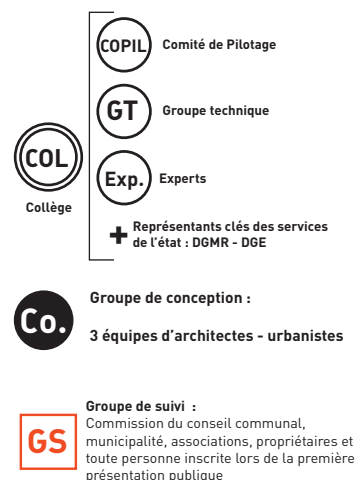 COPIL Comité de Pilotage
GT Groupe technique
COL
Collège
Exp. Experts
+ Représentants clés des services
de l'état : DGMR - DGE
Co.
Groupe de conception :
3 équipes d'architectes - urbanistes
GS
Groupe de suivi :
Commission du conseil communal,
municipalité, associations, propriétaires et
toute personne inscrite lors de la première
présentation publique